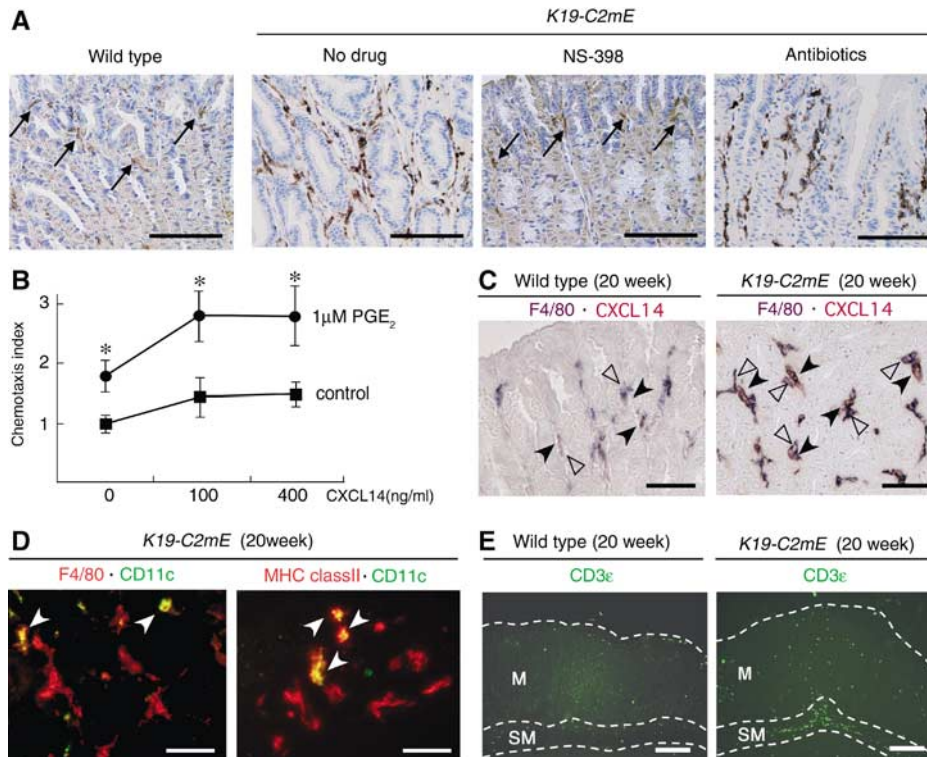 A
K19-C2mE
Wild type
No drug
NS-398
Antibiotics
B
3
2
1
Chemotaxis index
*
*
*
1μM PGE₂
control
0
100
400
CXCL14(ng/ml)
C
Wild type (20 week)
K19-C2mE (20 week)
F4/80 · CXCL14
F4/80 · CXCL14
D
K19-C2mE (20week)
F4/80 · CD11c
MHC classII · CD11c
E
Wild type (20 week)
K19-C2mE (20 week)
CD3ε
CD3ε
M
SM
M
SM